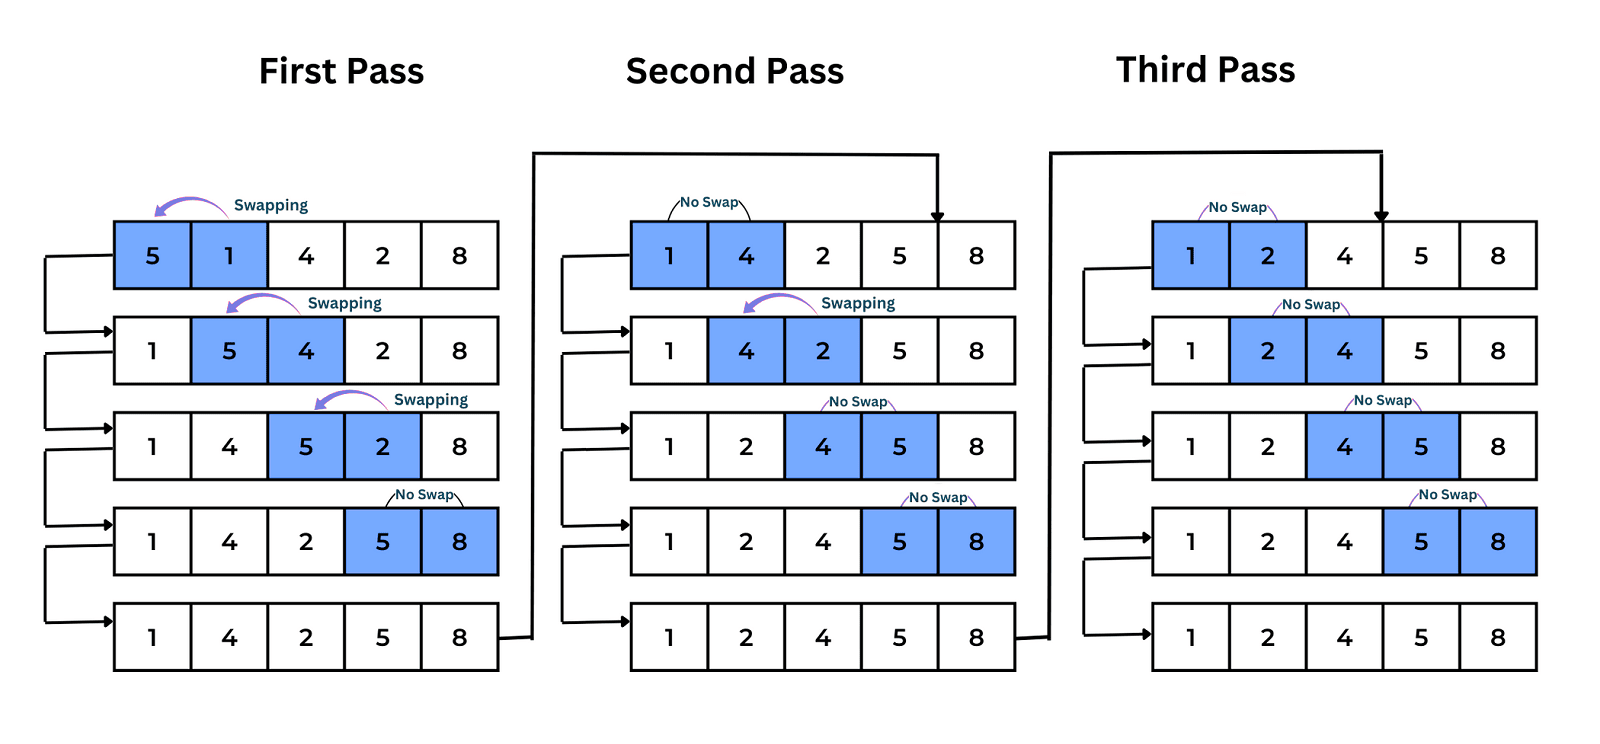 First Pass
Swapping
5 1 4 2 8
Swapping
1 5 4 2 8
Swapping
1 4 5 2 8
No Swap
1 4 2 5 8
1 4 2 5 8
Second Pass
No Swap
1 4 2 5 8
Swapping
1 4 2 5 8
No Swap
1 2 4 5 8
No Swap
1 2 4 5 8
1 2 4 5 8
Third Pass
No Swap
1 2 4 5 8
No Swap
1 2 4 5 8
No Swap
1 2 4 5 8
No Swap
1 2 4 5 8
1 2 4 5 8